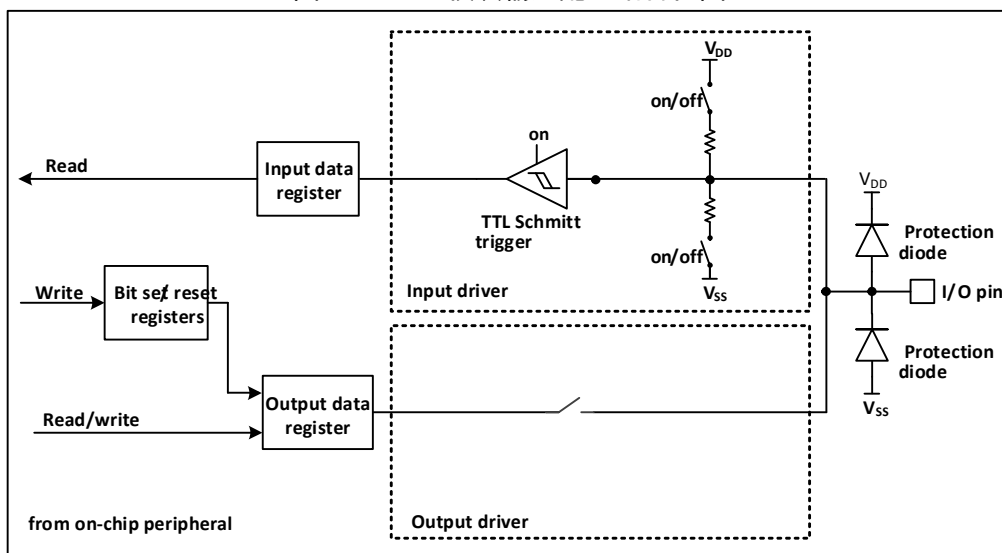 V_DD
on/off
on
Read
Input data
register
TTL Schmitt
trigger
on/off
V_SS
Input driver
V_DD
Protection
diode
I/O pin
Protection
diode
V_SS
Write
Bit set/ reset
registers
Output data
register
Read/write
from on-chip peripheral
Output driver